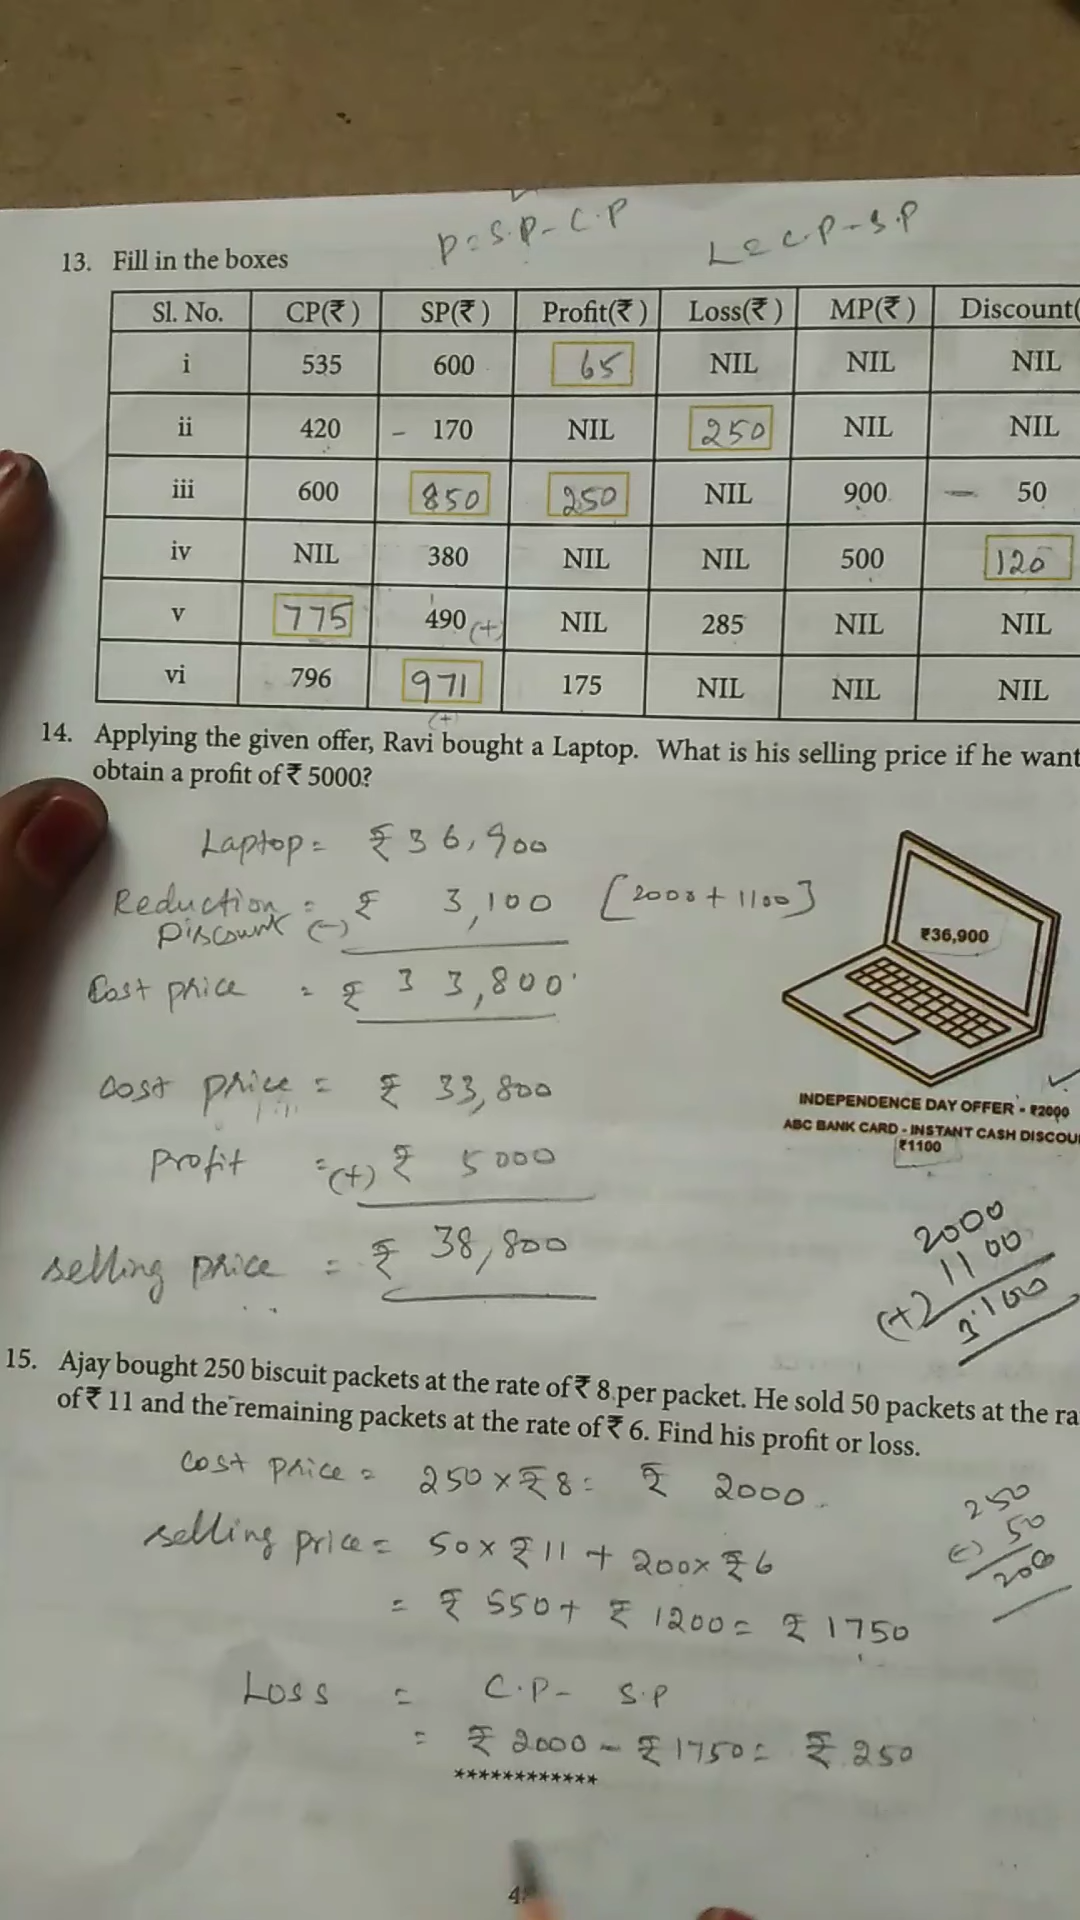 P = S.P - C.P
L = C.P - S.P
13. Fill in the boxes
Sl. No. CP(₹) SP(₹) Profit(₹) Loss(₹) MP(₹) Discount(
i 535 600 65 NIL NIL NIL
ii 420 - 170 NIL 250 NIL NIL
iii 600 850 250 NIL 900 - 50
iv NIL 380 NIL NIL 500 120
v 775 490 (+) NIL 285 NIL NIL
vi 796 971 175 NIL NIL NIL
(+)
14. Applying the given offer, Ravi bought a Laptop. What is his selling price if he want
obtain a profit of ₹ 5000?
Laptop = ₹ 36,900
Reduction = ₹ 3,100 [2000 + 1100]
Discount (-)
Cost price = ₹ 33,800
₹36,900
cost price = ₹ 33,800
INDEPENDENCE DAY OFFER - ₹2000
ABC BANK CARD - INSTANT CASH DISCOU
₹1100
Profit = (+) ₹ 5000
selling price = ₹ 38,800
2000
1100
(+)
3100
15. Ajay bought 250 biscuit packets at the rate of ₹ 8 per packet. He sold 50 packets at the ra
of ₹ 11 and the remaining packets at the rate of ₹ 6. Find his profit or loss.
cost price = 250 × ₹ 8 = ₹ 2000
250
(-) 50
200
selling price = 50 × ₹ 11 + 200 × ₹ 6
= ₹ 550 + ₹ 1200 = ₹ 1750
Loss = C.P - S.P
= ₹ 2000 - ₹ 1750 = ₹ 250
************